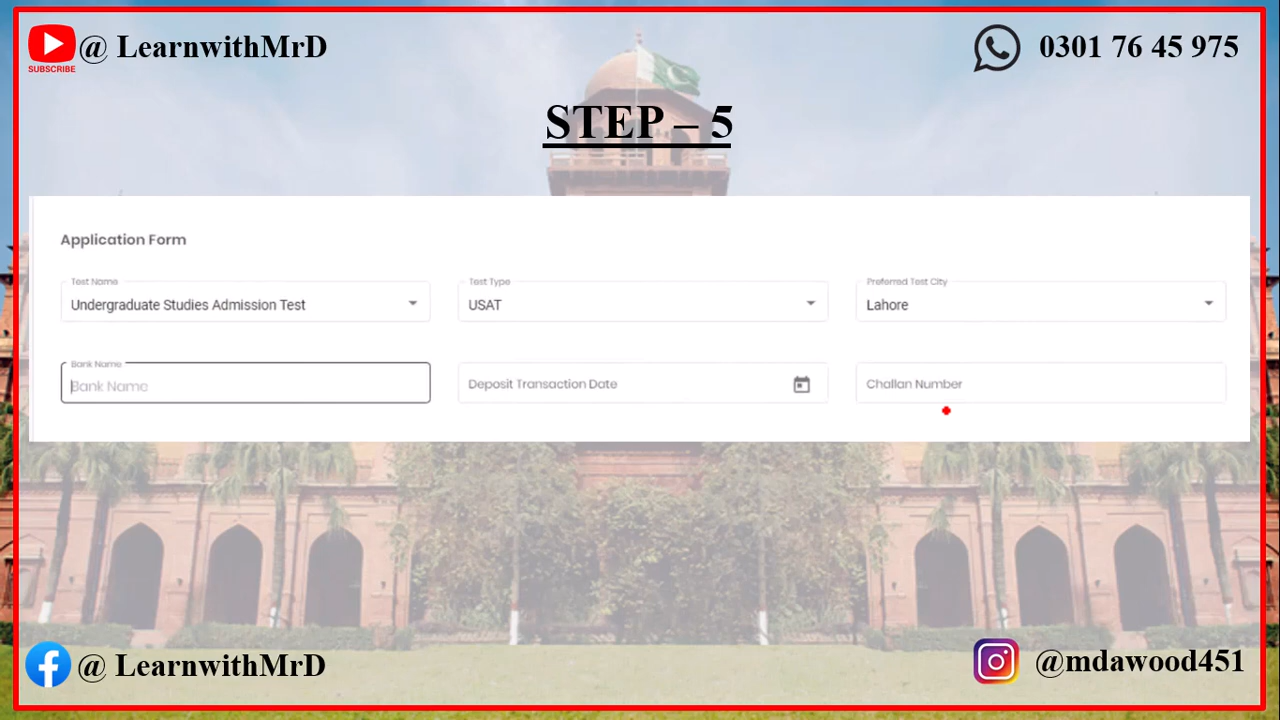 @ LearnwithMrD
SUBSCRIBE
0301 76 45 975
STEP – 5
Application Form
Test Name
Undergraduate Studies Admission Test
Test Type
USAT
Preferred Test City
Lahore
Bank Name
Bank Name
Deposit Transaction Date
Challan Number
@ LearnwithMrD
@mdawood451